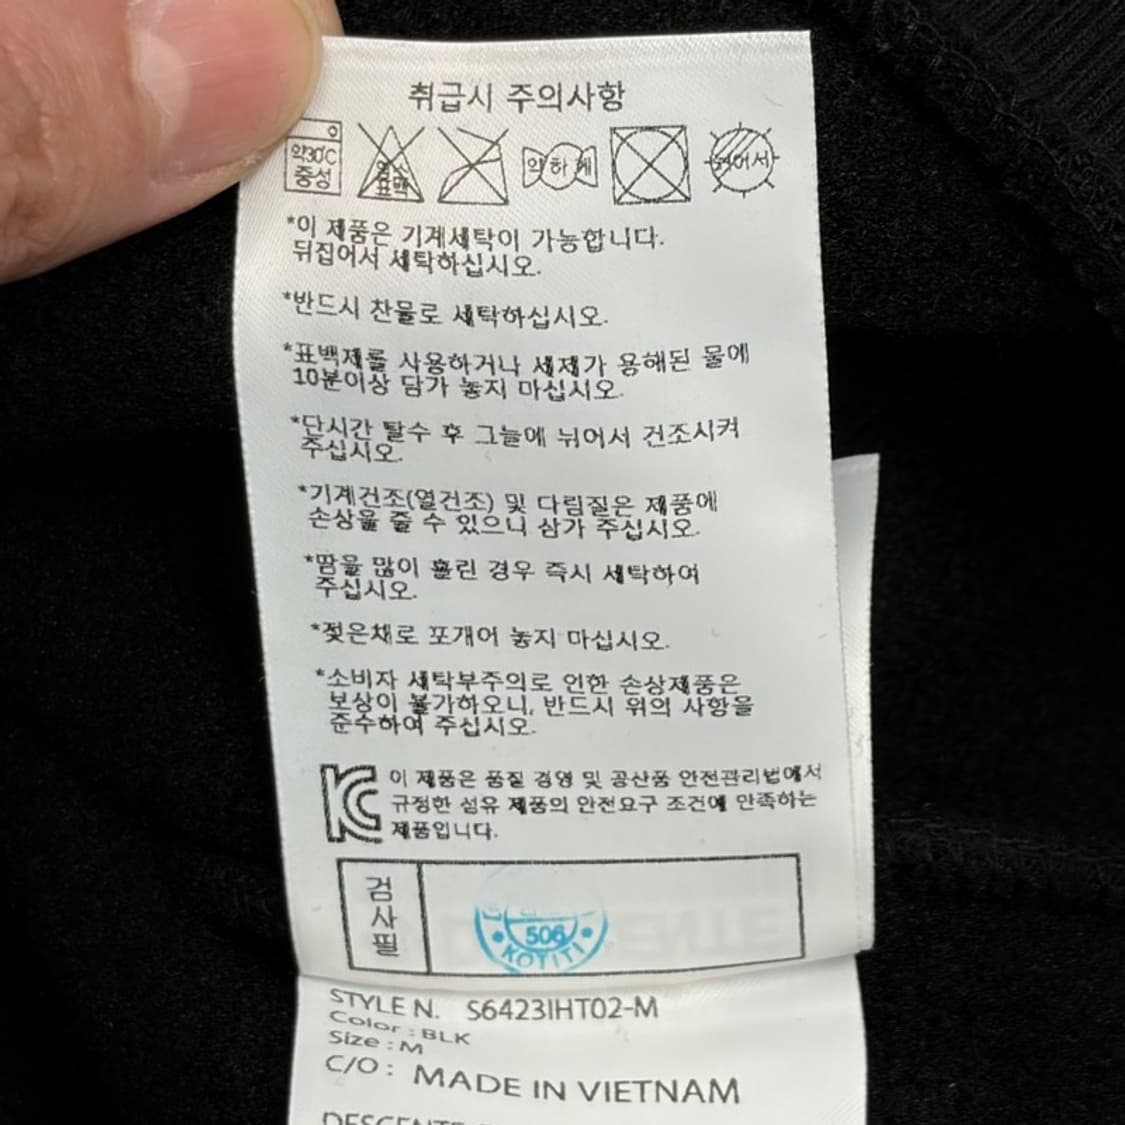 취급시 주의사항
약30℃
중성
염소
표백
약하게
뉘어서
*이 제품은 기계세탁이 가능합니다.
뒤집어서 세탁하십시오.
*반드시 찬물로 세탁하십시오.
*표백제를 사용하거나 세제가 용해된 물에
10분이상 담가 놓지 마십시오.
*단시간 탈수 후 그늘에 뉘어서 건조시켜
주십시오.
*기계건조(열건조) 및 다림질은 제품에
손상을 줄 수 있으니 삼가 주십시오.
*땀을 많이 흘린 경우 즉시 세탁하여
주십시오.
*젖은채로 포개어 놓지 마십시오.
*소비자 세탁부주의로 인한 손상제품은
보상이 불가하오니, 반드시 위의 사항을
준수하여 주십시오.
이 제품은 품질 경영 및 공산품 안전관리법에서
규정한 섬유 제품의 안전요구 조건에 만족하는
제품입니다.
검사필
506
KOTITI
STYLE N. S6423IHT02-M
Color : BLK
Size : M
C/O : MADE IN VIETNAM
DESCENTE